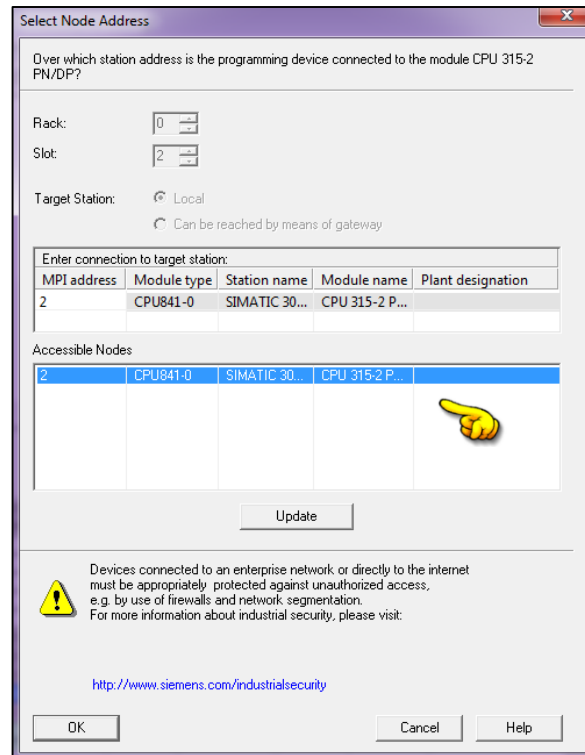 Select Node Address
Over which station address is the programming device connected to the module CPU 315-2
PN/DP?
Rack: 0
Slot: 2
Target Station: Local
Can be reached by means of gateway
Enter connection to target station:
MPI address Module type Station name Module name Plant designation
2 CPU841-0 SIMATIC 30... CPU 315-2 P...
Accessible Nodes
2 CPU841-0 SIMATIC 30... CPU 315-2 P...
Update
Devices connected to an enterprise network or directly to the internet
must be appropriately protected against unauthorized access,
e.g. by use of firewalls and network segmentation.
For more information about industrial security, please visit:
http://www.siemens.com/industrialsecurity
OK Cancel Help